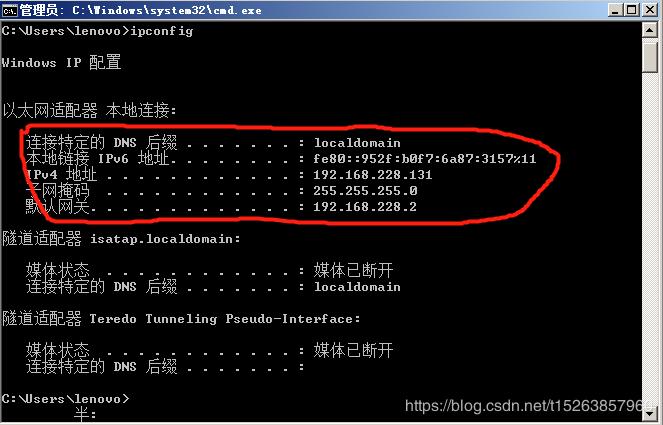 管理员: C:\Windows\system32\cmd.exe
C:\Users\lenovo>ipconfig
Windows IP 配置
以太网适配器 本地连接:
连接特定的 DNS 后缀 . . . . . . . : localdomain
本地链接 IPv6 地址. . . . . . . . : fe80::952f:b0f7:6a87:3157%11
IPv4 地址 . . . . . . . . . . . . : 192.168.228.131
子网掩码 . . . . . . . . . . . . : 255.255.255.0
默认网关. . . . . . . . . . . . . : 192.168.228.2
隧道适配器 isatap.localdomain:
媒体状态 . . . . . . . . . . . . : 媒体已断开
连接特定的 DNS 后缀 . . . . . . . : localdomain
隧道适配器 Teredo Tunneling Pseudo-Interface:
媒体状态 . . . . . . . . . . . . : 媒体已断开
连接特定的 DNS 后缀 . . . . . . . :
C:\Users\lenovo>
半: